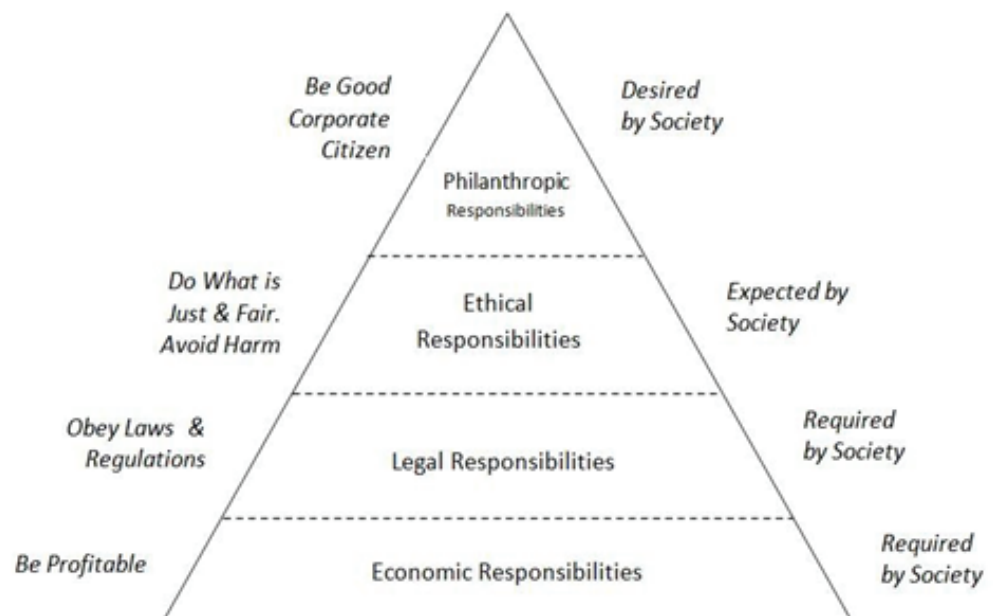 Be Good
Corporate
Citizen
Desired
by Society
Philanthropic
Responsibilities
Do What is
Just & Fair.
Avoid Harm
Ethical
Responsibilities
Expected by
Society
Obey Laws &
Regulations
Legal Responsibilities
Required
by Society
Be Profitable
Economic Responsibilities
Required
by Society